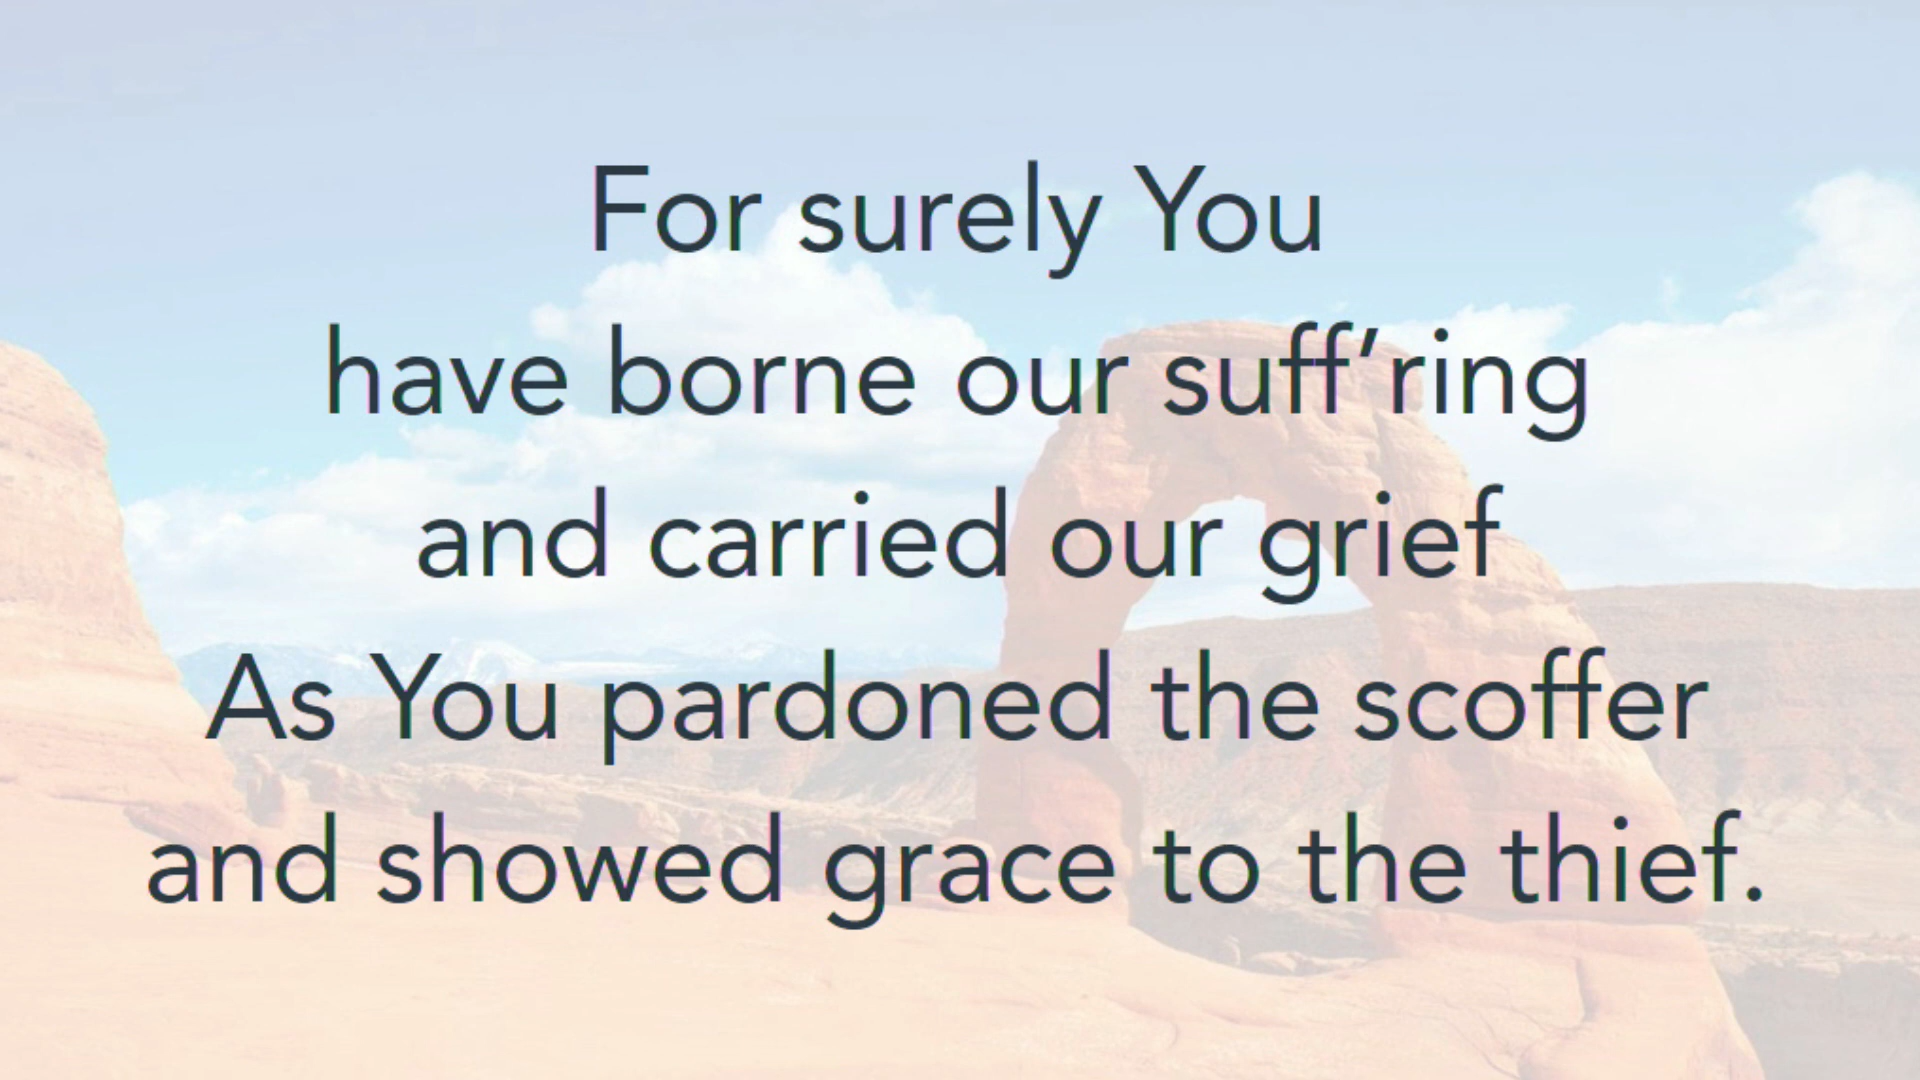 For surely You
have borne our suff’ring
and carried our grief
As You pardoned the scoffer
and showed grace to the thief.